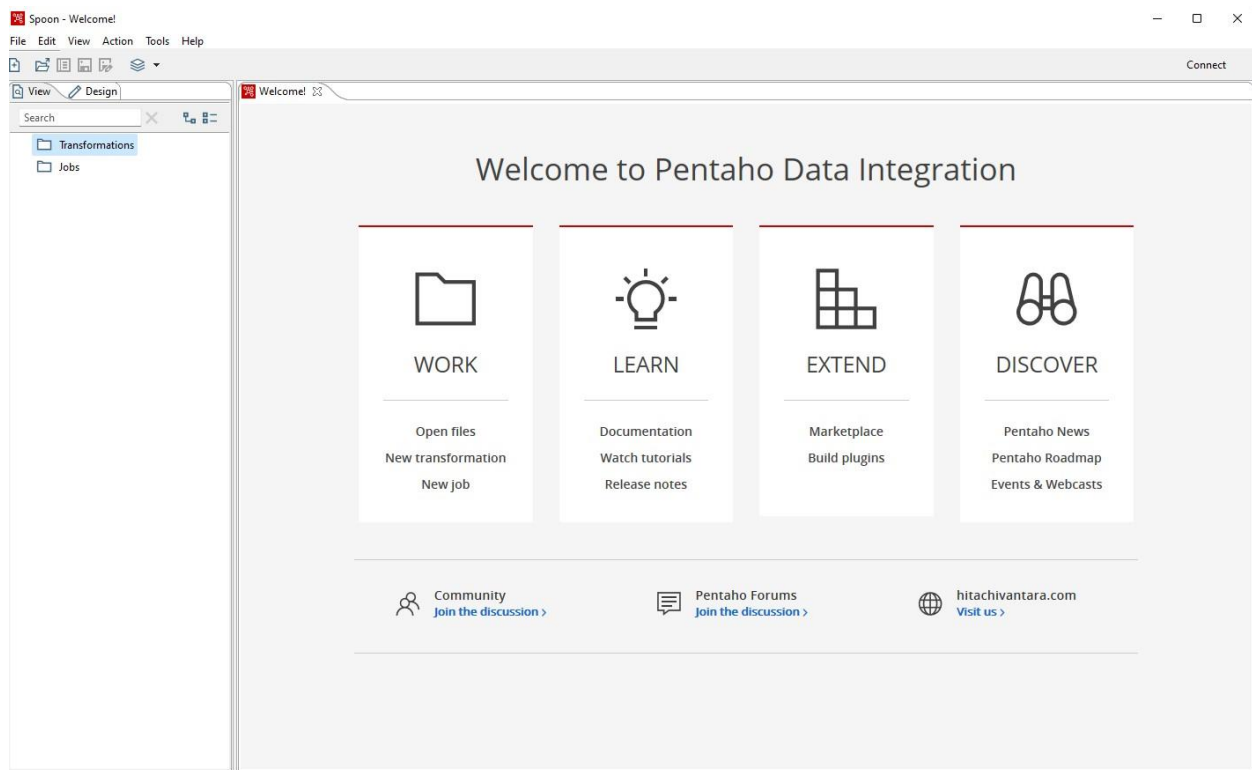 Spoon - Welcome!
File Edit View Action Tools Help
Connect
View Design
Welcome!
Search
Transformations
Jobs
Welcome to Pentaho Data Integration
WORK
Open files
New transformation
New job
LEARN
Documentation
Watch tutorials
Release notes
EXTEND
Marketplace
Build plugins
DISCOVER
Pentaho News
Pentaho Roadmap
Events & Webcasts
Community
Join the discussion >
Pentaho Forums
Join the discussion >
hitachivantara.com
Visit us >